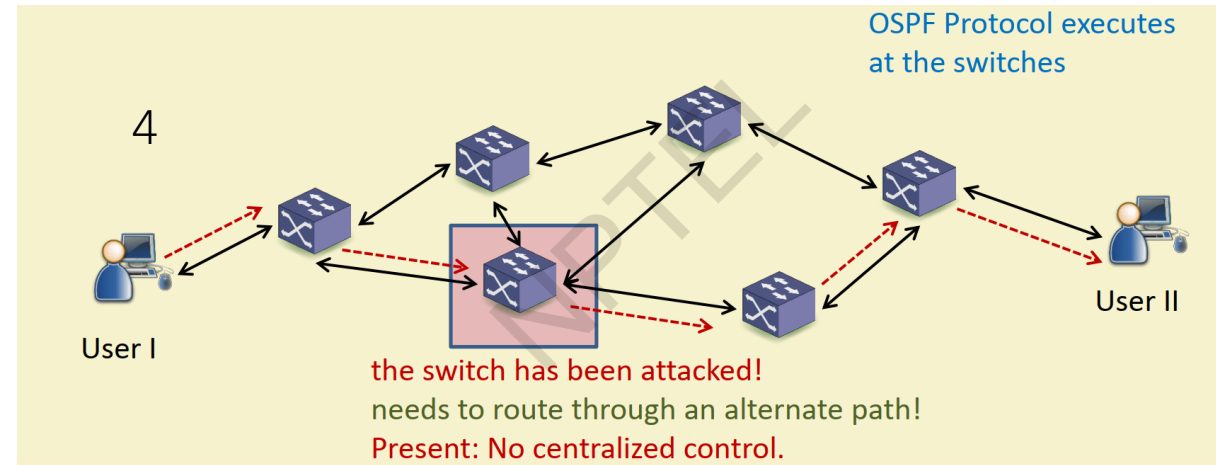 OSPF Protocol executes
at the switches
4
User I
User II
the switch has been attacked!
needs to route through an alternate path!
Present: No centralized control.
NPTEL